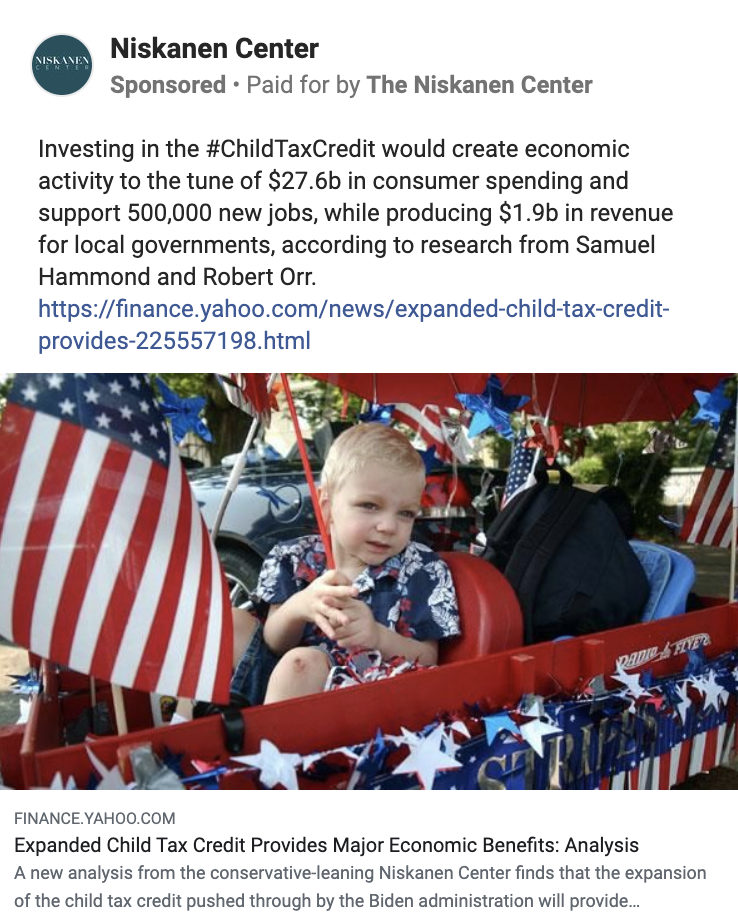 NISKANEN
CENTER
Niskanen Center
Sponsored • Paid for by The Niskanen Center
Investing in the #ChildTaxCredit would create economic
activity to the tune of $27.6b in consumer spending and
support 500,000 new jobs, while producing $1.9b in revenue
for local governments, according to research from Samuel
Hammond and Robert Orr.
https://finance.yahoo.com/news/expanded-child-tax-credit-
provides-225557198.html
RADIO FLYER
FINANCE.YAHOO.COM
Expanded Child Tax Credit Provides Major Economic Benefits: Analysis
A new analysis from the conservative-leaning Niskanen Center finds that the expansion
of the child tax credit pushed through by the Biden administration will provide...